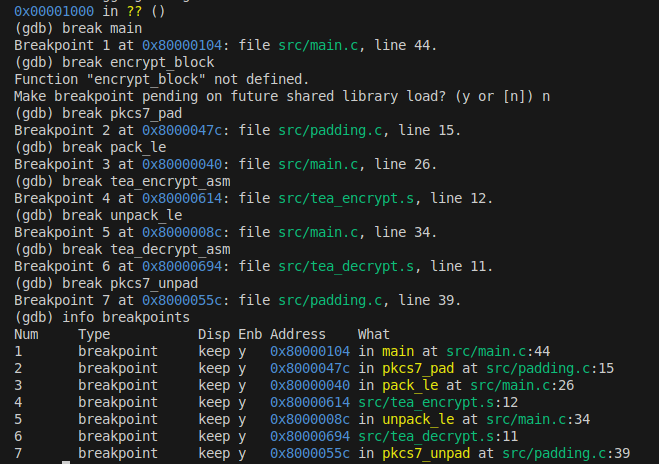 0x00001000 in ?? ()
(gdb) break main
Breakpoint 1 at 0x80000104: file src/main.c, line 44.
(gdb) break encrypt_block
Function "encrypt_block" not defined.
Make breakpoint pending on future shared library load? (y or [n]) n
(gdb) break pkcs7_pad
Breakpoint 2 at 0x8000047c: file src/padding.c, line 15.
(gdb) break pack_le
Breakpoint 3 at 0x80000040: file src/main.c, line 26.
(gdb) break tea_encrypt_asm
Breakpoint 4 at 0x80000614: file src/tea_encrypt.s, line 12.
(gdb) break unpack_le
Breakpoint 5 at 0x8000008c: file src/main.c, line 34.
(gdb) break tea_decrypt_asm
Breakpoint 6 at 0x80000694: file src/tea_decrypt.s, line 11.
(gdb) break pkcs7_unpad
Breakpoint 7 at 0x8000055c: file src/padding.c, line 39.
(gdb) info breakpoints
Num     Type           Disp Enb Address    What
1       breakpoint     keep y   0x80000104 in main at src/main.c:44
2       breakpoint     keep y   0x8000047c in pkcs7_pad at src/padding.c:15
3       breakpoint     keep y   0x80000040 in pack_le at src/main.c:26
4       breakpoint     keep y   0x80000614 src/tea_encrypt.s:12
5       breakpoint     keep y   0x8000008c in unpack_le at src/main.c:34
6       breakpoint     keep y   0x80000694 src/tea_decrypt.s:11
7       breakpoint     keep y   0x8000055c in pkcs7_unpad at src/padding.c:39